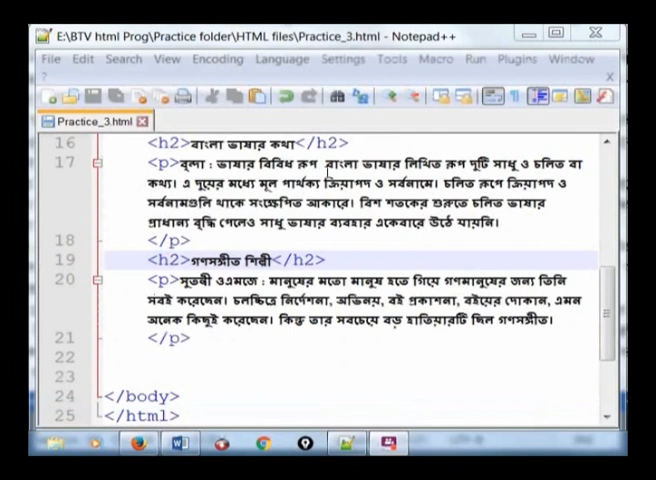 E:\BTV html Prog\Practice folder\HTML files\Practice_3.html - Notepad++
File Edit Search View Encoding Language Settings Tools Macro Run Plugins Window
? X
Practice_3.html
16 <h2>বাংলা ভাষার কথা</h2>
17 <p>বৃন্দা : ভাষার বিবিধ রূপ বাংলা ভাষার লিখিত রূপ দুটি সাধু ও চলিত বা
কথ্য। এ দুয়ের মধ্যে মূল পার্থক্য ক্রিয়াপদ ও সর্বনামে। চলিত রূপে ক্রিয়াপদ ও
সর্বনামগুলি থাকে সংক্ষেপিত আকারে। বিশ শতকের শুরুতে চলিত ভাষার
প্রাধান্য বৃদ্ধি পেলেও সাধু ভাষার ব্যবহার একেবারে উঠে যায়নি।
18 </p>
19 <h2>গণসঙ্গীত শিল্পী</h2>
20 <p>সুতপী ওএমজে : মানুষের মতো মানুষ হতে গিয়ে গণমানুষের জন্য তিনি
সবই করেছেন। চলচ্চিত্র নির্দেশনা, অভিনয়, বই প্রকাশনা, বইয়ের দোকান, এমন
অনেক কিছুই করেছেন। কিন্তু তার সবচেয়ে বড় হাতিয়ারটি ছিল গণসঙ্গীত।
21 </p>
22
23
24 </body>
25 </html>